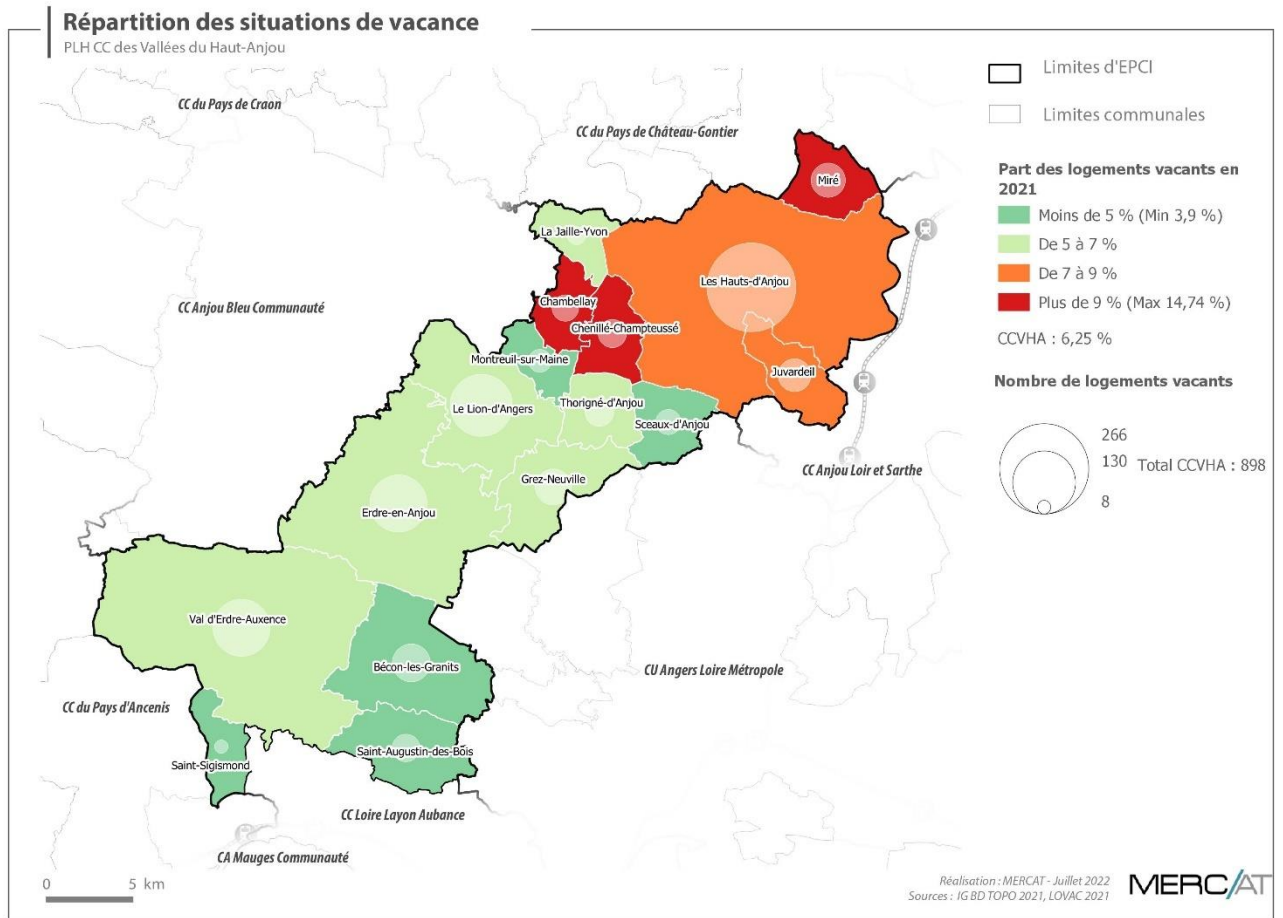 Répartition des situations de vacance
PLH CC des Vallées du Haut-Anjou
CC du Pays de Craon
CC du Pays de Château-Gontier
Miré
La Jaille-Yvon
Les Hauts-d'Anjou
Chambellay
CC Anjou Bleu Communauté
Chenillé-Champteussé
Montreuil-sur-Maine
Juvardeil
Le Lion-d'Angers
Thorigné-d'Anjou
Sceaux-d'Anjou
CC Anjou Loir et Sarthe
Grez-Neuville
Erdre-en-Anjou
Val d'Erdre-Auxence
Bécon-les-Granits
CU Angers Loire Métropole
CC du Pays d'Ancenis
Saint-Augustin-des-Bois
Saint-Sigismond
CC Loire Layon Aubance
CA Mauges Communauté
0 5 km
Limites d'EPCI
Limites communales
Part des logements vacants en
2021
Moins de 5 % (Min 3,9 %)
De 5 à 7 %
De 7 à 9 %
Plus de 9 % (Max 14,74 %)
CCVHA : 6,25 %
Nombre de logements vacants
266
130
8
Total CCVHA : 898
Réalisation : MERCAT - Juillet 2022
Sources : IG BD TOPO 2021, LOVAC 2021
MERC/AT